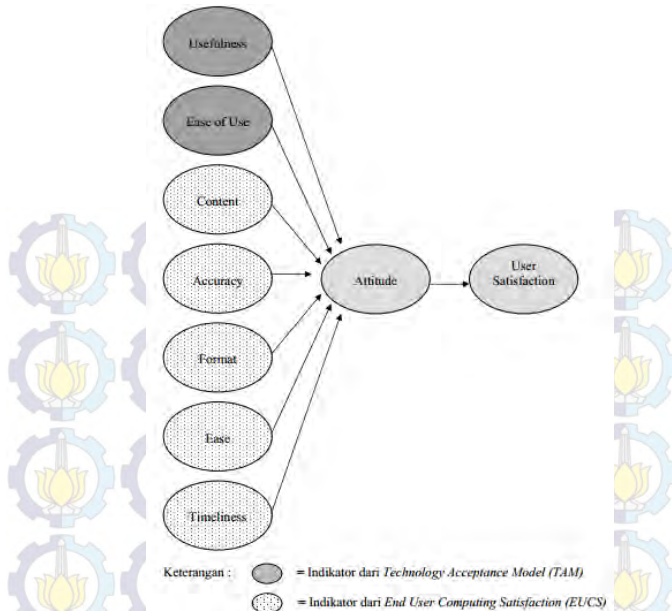 Usefulness
Ease of Use
Content
Accuracy
Attitude
User
Satisfaction
Format
Ease
Timeliness
Keterangan :
= Indikator dari Technology Acceptance Model (TAM)
= Indikator dari End User Computing Satisfaction (EUCS)